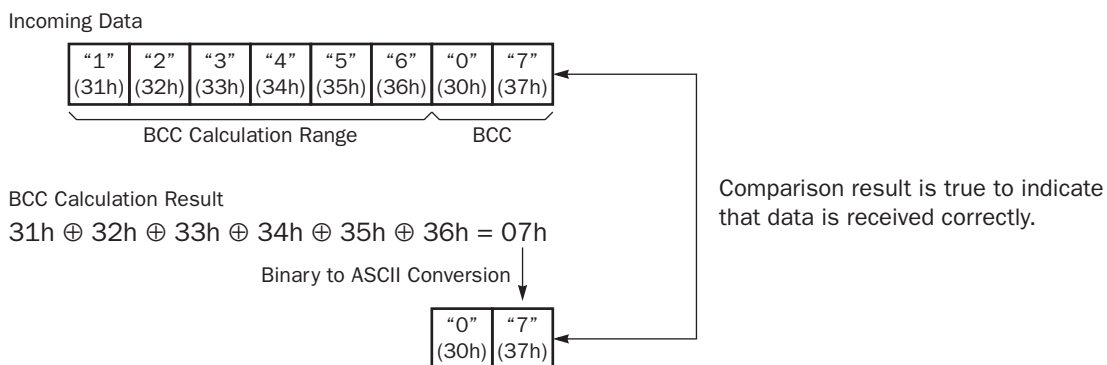 Incoming Data
“1” “2” “3” “4” “5” “6” “0” “7”
(31h) (32h) (33h) (34h) (35h) (36h) (30h) (37h)
BCC Calculation Range BCC
BCC Calculation Result
31h ⊕ 32h ⊕ 33h ⊕ 34h ⊕ 35h ⊕ 36h = 07h
Binary to ASCII Conversion
“0” “7”
(30h) (37h)
Comparison result is true to indicate
that data is received correctly.